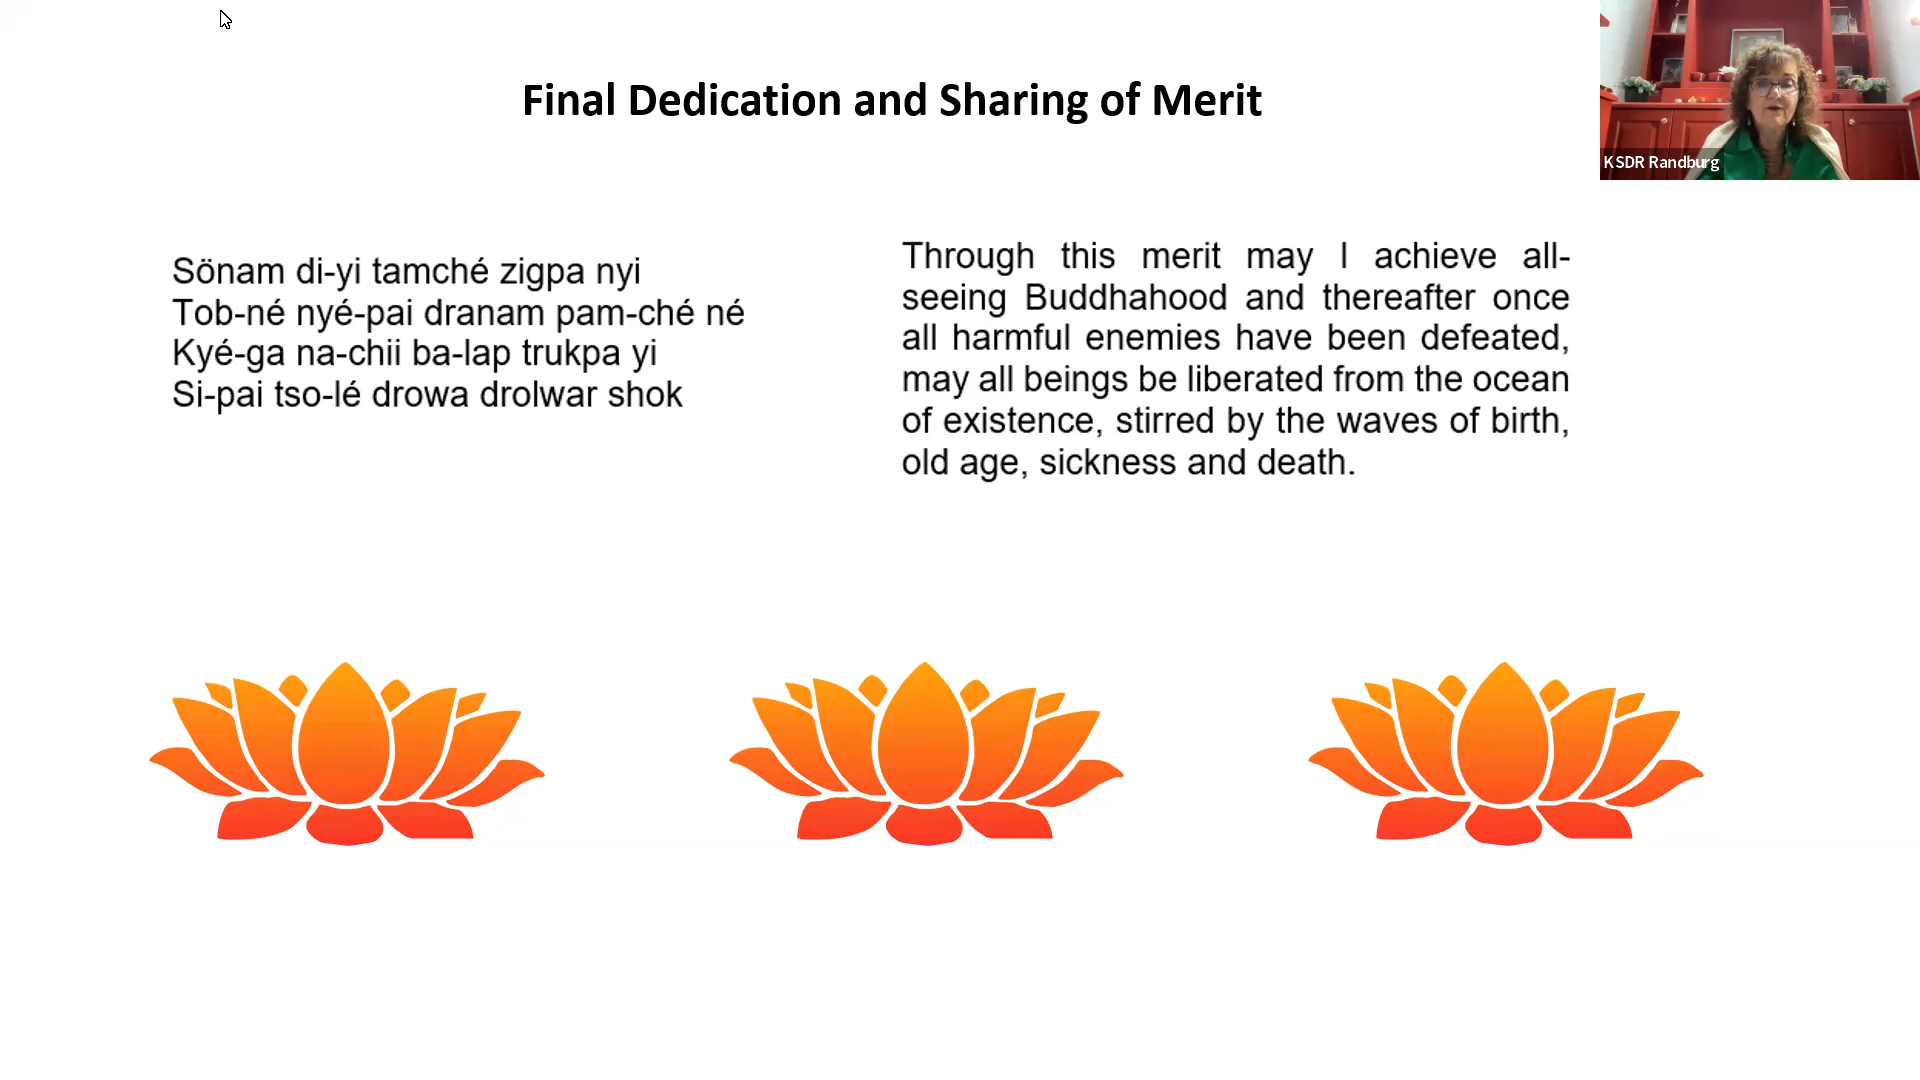 Final Dedication and Sharing of Merit
KSDR Randburg
Sönam di-yi tamché zigpa nyi
Tob-né nyé-pai dranam pam-ché né
Kyé-ga na-chii ba-lap trukpa yi
Si-pai tso-lé drowa drolwar shok
Through this merit may I achieve all-
seeing Buddhahood and thereafter once
all harmful enemies have been defeated,
may all beings be liberated from the ocean
of existence, stirred by the waves of birth,
old age, sickness and death.